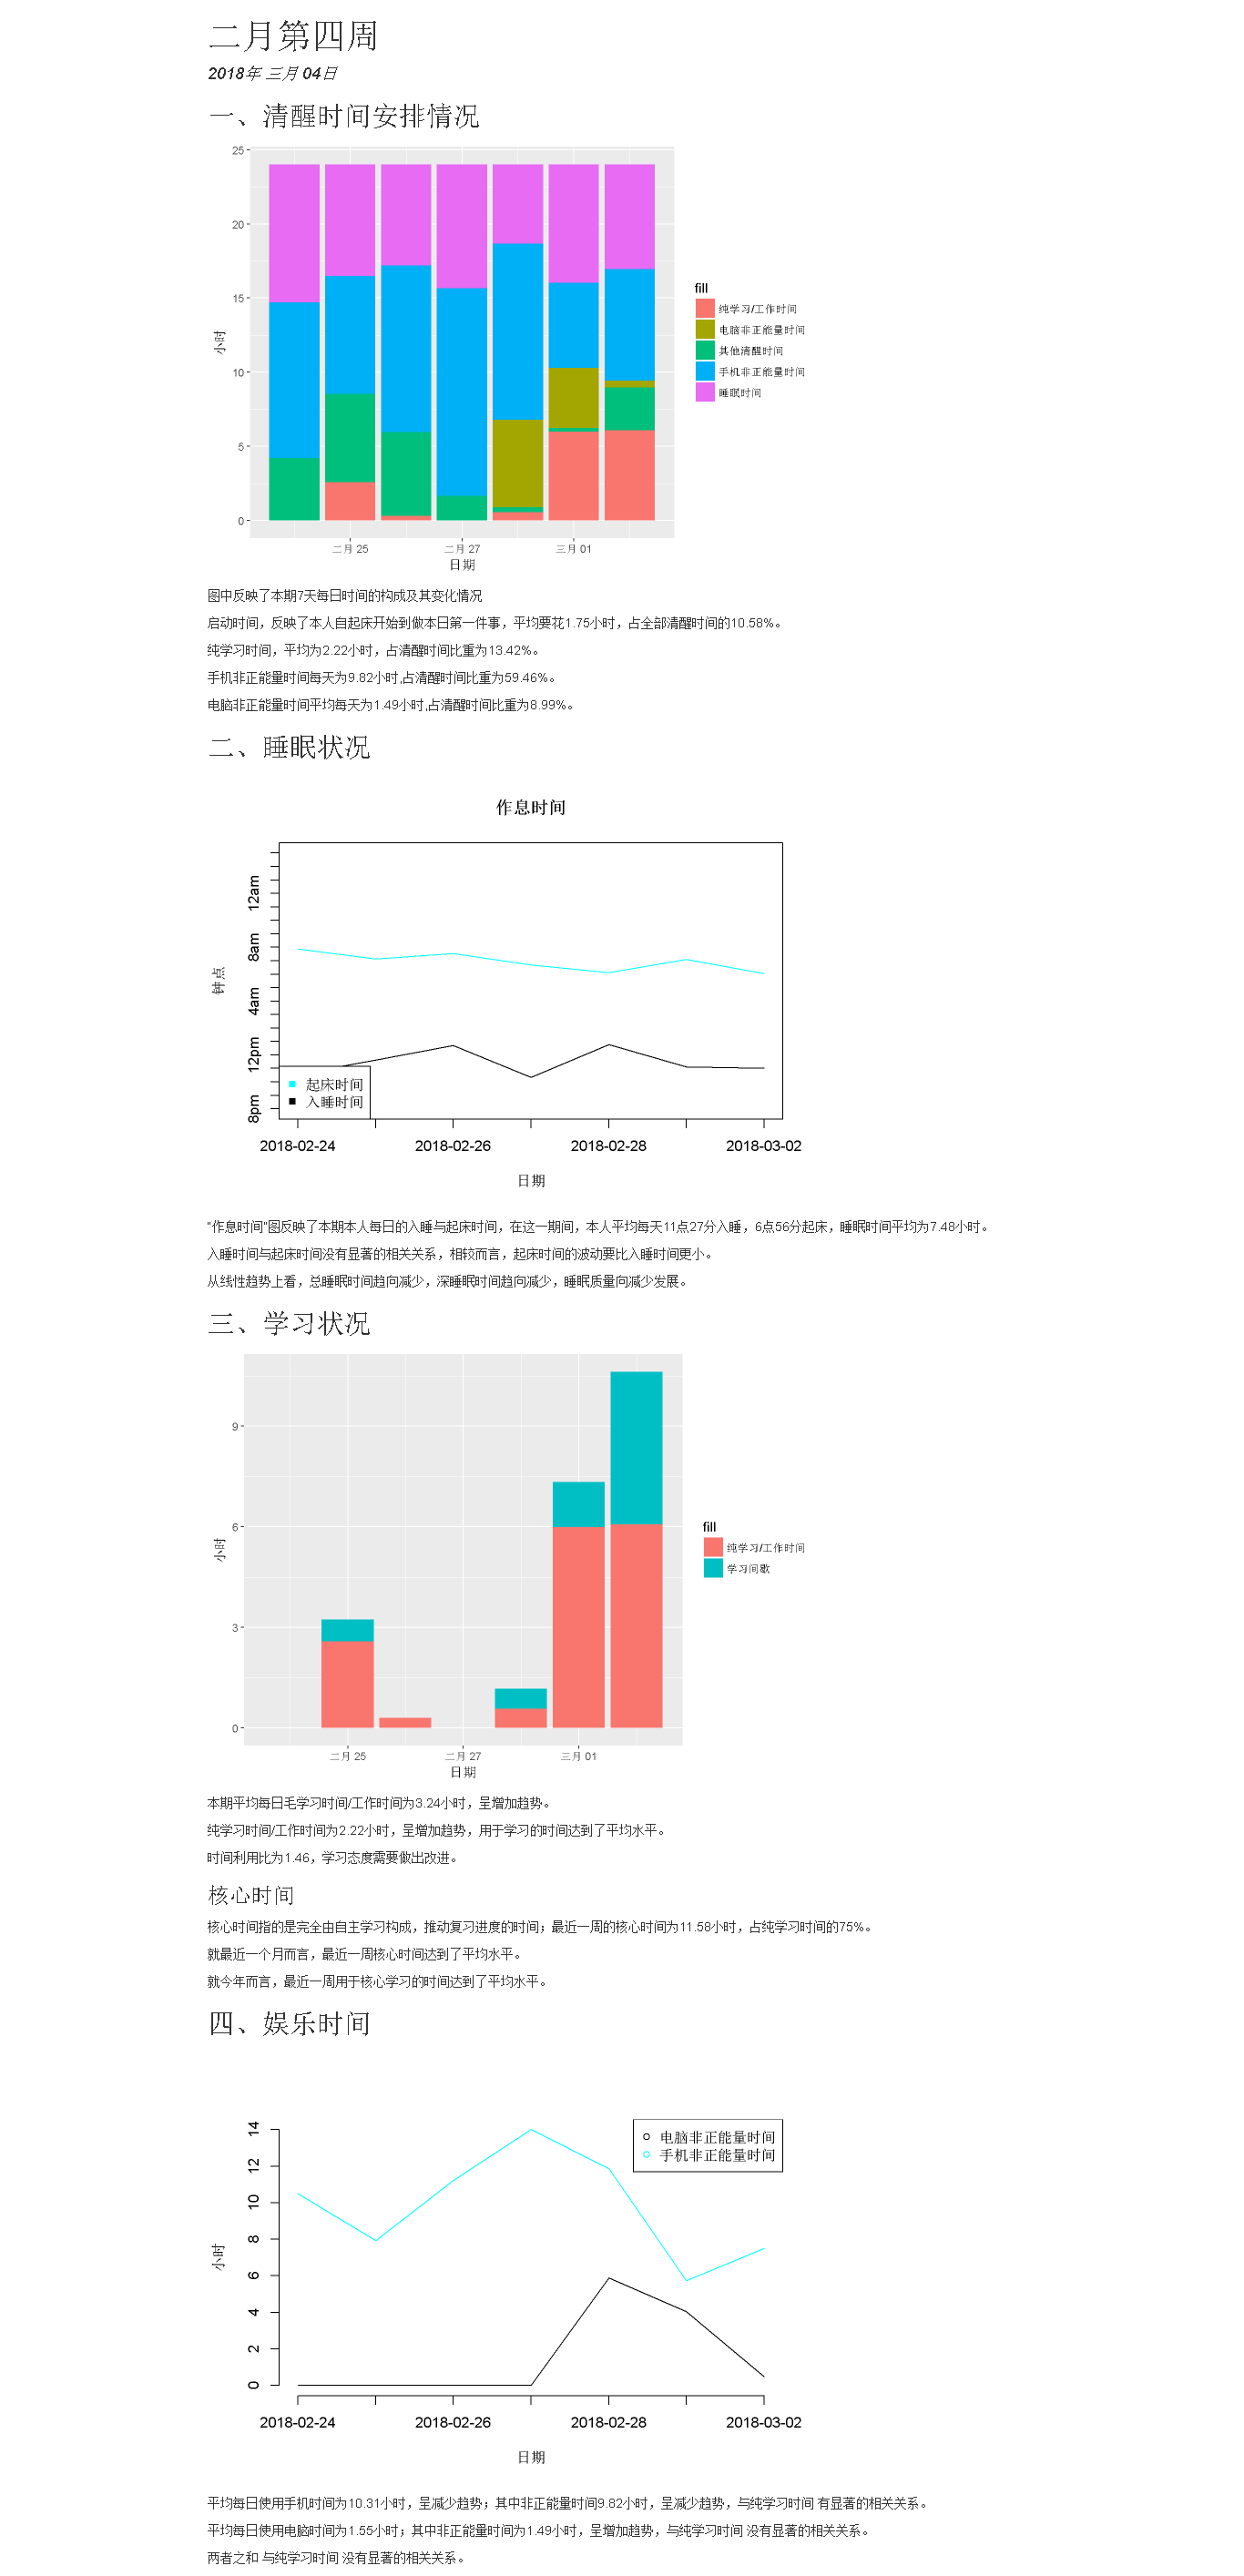 二月第四周
2018年 三月 04日
一、清醒时间安排情况
25
20
15
10
5
0
小时
二月 25
二月 27
三月 01
日期
fill
纯学习/工作时间
电脑非正能量时间
其他清醒时间
手机非正能量时间
睡眠时间
图中反映了本期7天每日时间的构成及其变化情况
启动时间，反映了本人自起床开始到做本日第一件事，平均要花1.75小时，占全部清醒时间的10.58%。
纯学习时间，平均为2.22小时，占清醒时间比重为13.42%。
手机非正能量时间每天为9.82小时,占清醒时间比重为59.46%。
电脑非正能量时间平均每天为1.49小时,占清醒时间比重为8.99%。
二、睡眠状况
作息时间
12am
8am
4am
12pm
8pm
钟点
起床时间
入睡时间
2018-02-24
2018-02-26
2018-02-28
2018-03-02
日期
"作息时间"图反映了本期本人每日的入睡与起床时间，在这一期间，本人平均每天11点27分入睡，6点56分起床，睡眠时间平均为7.48小时。
入睡时间与起床时间没有显著的相关关系，相较而言，起床时间的波动要比入睡时间更小。
从线性趋势上看，总睡眠时间趋向减少，深睡眠时间趋向减少，睡眠质量向减少发展。
三、学习状况
9
6
3
0
小时
二月 25
二月 27
三月 01
日期
fill
纯学习/工作时间
学习间歇
本期平均每日毛学习时间/工作时间为3.24小时，呈增加趋势。
纯学习时间/工作时间为2.22小时，呈增加趋势，用于学习的时间达到了平均水平。
时间利用比为1.46，学习态度需要做出改进。
核心时间
核心时间指的是完全由自主学习构成，推动复习进度的时间；最近一周的核心时间为11.58小时，占纯学习时间的75%。
就最近一个月而言，最近一周核心时间达到了平均水平。
就今年而言，最近一周用于核心学习的时间达到了平均水平。
四、娱乐时间
14
12
10
8
6
4
2
0
小时
电脑非正能量时间
手机非正能量时间
2018-02-24
2018-02-26
2018-02-28
2018-03-02
日期
平均每日使用手机时间为10.31小时，呈减少趋势；其中非正能量时间9.82小时，呈减少趋势，与纯学习时间 有显著的相关关系。
平均每日使用电脑时间为1.55小时；其中非正能量时间为1.49小时，呈增加趋势，与纯学习时间 没有显著的相关关系。
两者之和 与纯学习时间 没有显著的相关关系。